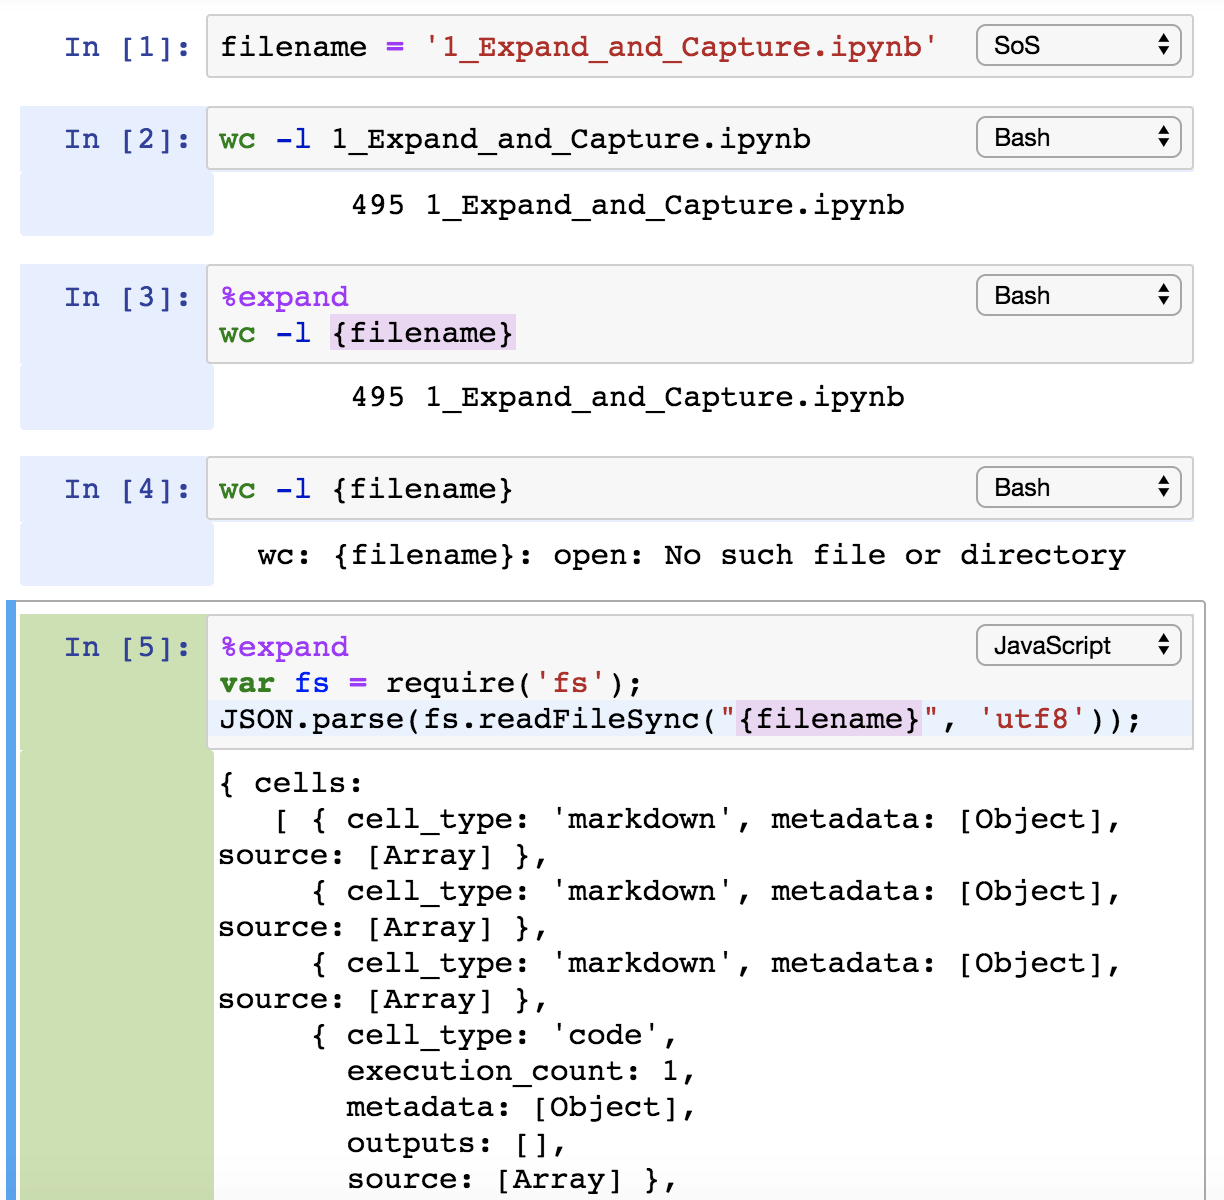 In [1]: filename = '1_Expand_and_Capture.ipynb' SoS
In [2]: wc -l 1_Expand_and_Capture.ipynb Bash
495 1_Expand_and_Capture.ipynb
In [3]: %expand Bash
wc -l {filename}
495 1_Expand_and_Capture.ipynb
In [4]: wc -l {filename} Bash
wc: {filename}: open: No such file or directory
In [5]: %expand JavaScript
var fs = require('fs');
JSON.parse(fs.readFileSync("{filename}", 'utf8'));
{ cells:
[ { cell_type: 'markdown', metadata: [Object],
source: [Array] },
{ cell_type: 'markdown', metadata: [Object],
source: [Array] },
{ cell_type: 'markdown', metadata: [Object],
source: [Array] },
{ cell_type: 'code',
execution_count: 1,
metadata: [Object],
outputs: [],
source: [Array] },